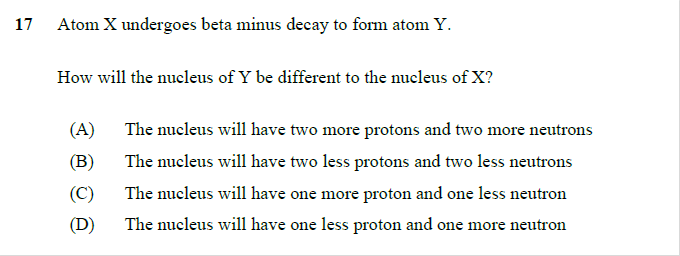 17 Atom X undergoes beta minus decay to form atom Y.
How will the nucleus of Y be different to the nucleus of X?
(A) The nucleus will have two more protons and two more neutrons
(B) The nucleus will have two less protons and two less neutrons
(C) The nucleus will have one more proton and one less neutron
(D) The nucleus will have one less proton and one more neutron